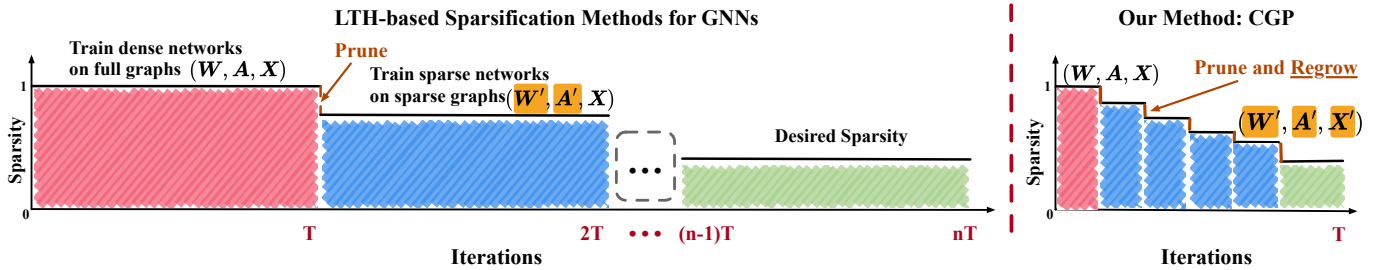 LTH-based Sparsification Methods for GNNs
Train dense networks
on full graphs (W, A, X)
Prune
Train sparse networks
on sparse graphs(W′, A′, X)
Desired Sparsity
Sparsity
1
0
...
T
2T
...
(n-1)T
nT
Iterations
Our Method: CGP
(W, A, X)
Prune and Regrow
(W′, A′, X′)
Sparsity
1
0
T
Iterations